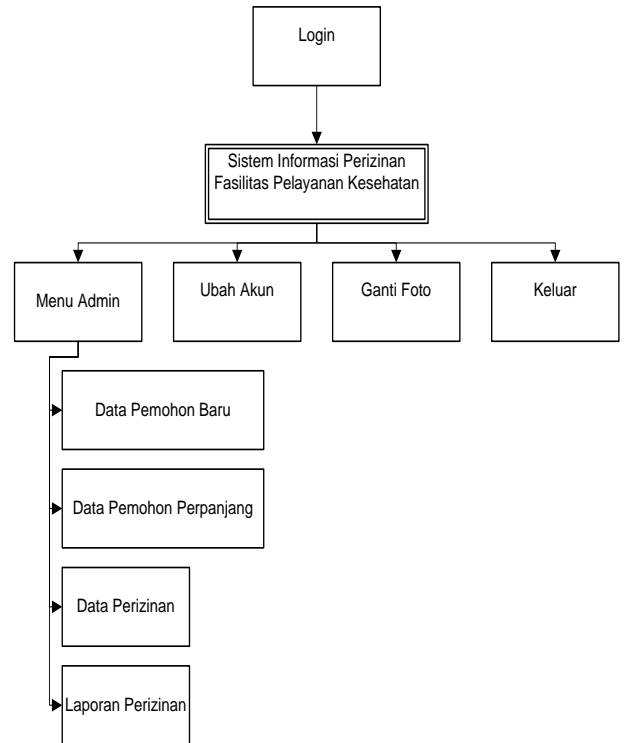 Login
Sistem Informasi Perizinan
Fasilitas Pelayanan Kesehatan
Menu Admin
Ubah Akun
Ganti Foto
Keluar
Data Pemohon Baru
Data Pemohon Perpanjang
Data Perizinan
Laporan Perizinan